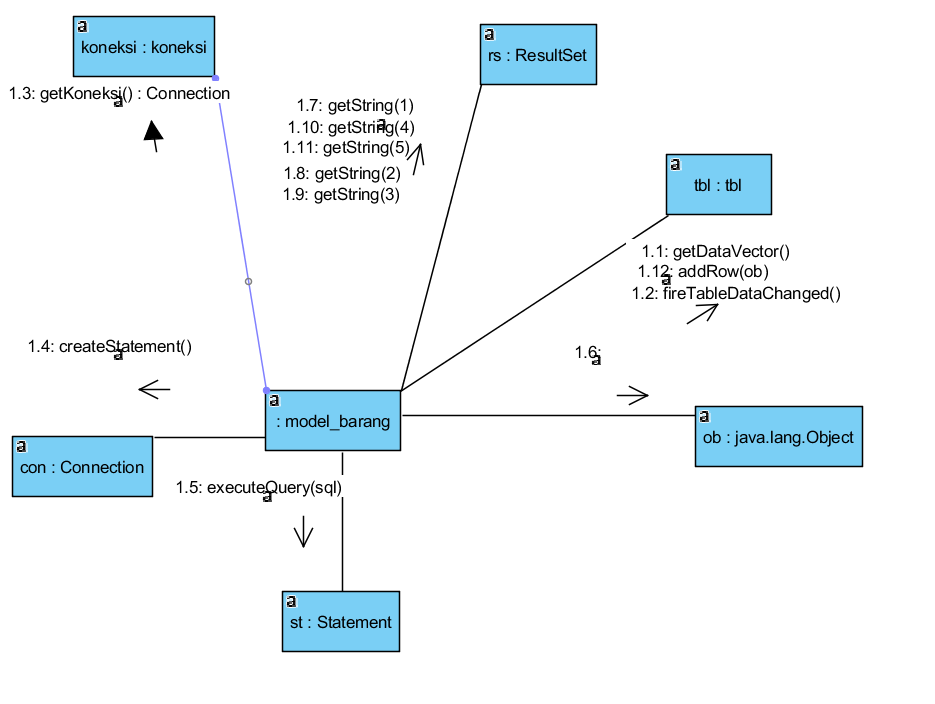 a
koneksi : koneksi
1.3: getKoneksi() : Connection
a
a
rs : ResultSet
1.7: getString(1)
1.10: getString(4)
a
1.11: getString(5)
1.8: getString(2)
1.9: getString(3)
a
tbl : tbl
1.1: getDataVector()
1.12: addRow(ob)
a
1.2: fireTableDataChanged()
1.4: createStatement()
a
1.6:
a
a
: model_barang
a
ob : java.lang.Object
a
con : Connection
1.5: executeQuery(sql)
a
a
st : Statement